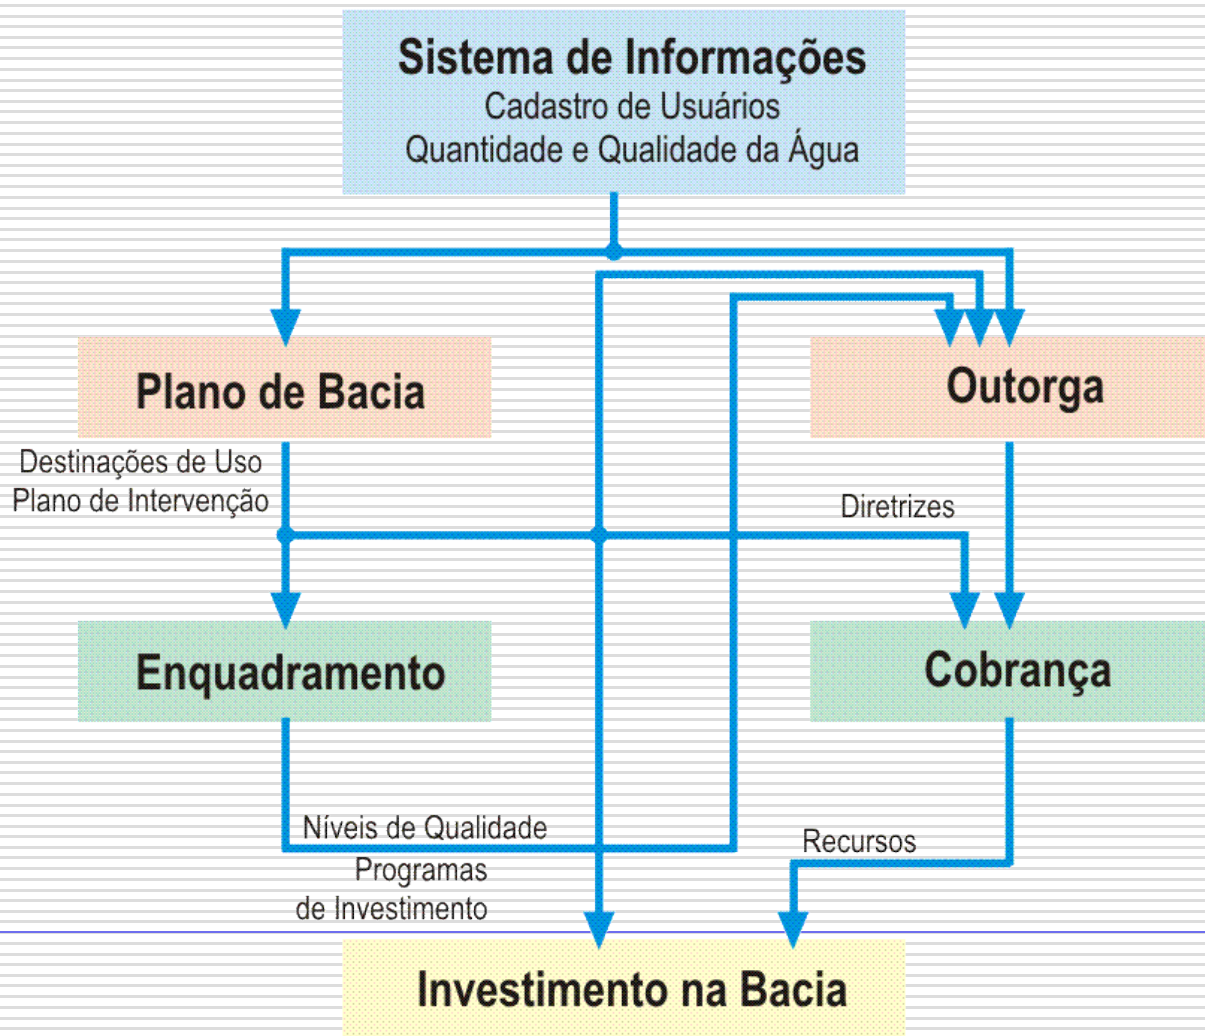 Sistema de Informações
Cadastro de Usuários
Quantidade e Qualidade da Água
Plano de Bacia
Outorga
Destinações de Uso
Plano de Intervenção
Diretrizes
Enquadramento
Cobrança
Níveis de Qualidade
Programas
de Investimento
Recursos
Investimento na Bacia